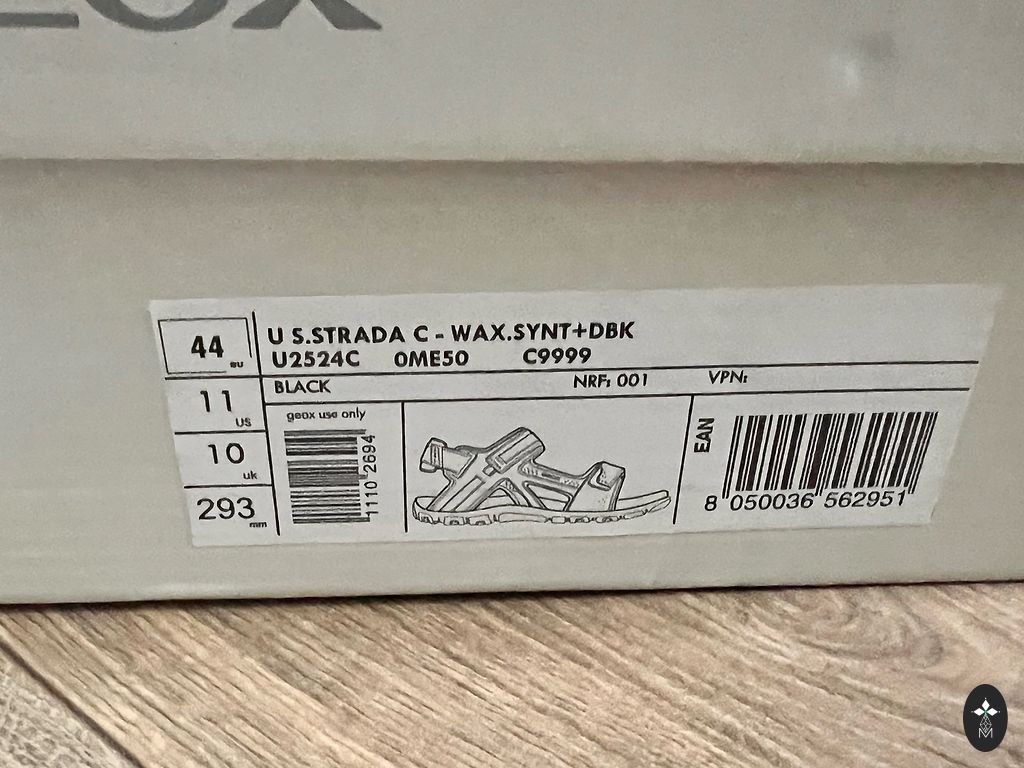 44 eu
U S.STRADA C - WAX.SYNT+DBK
U2524C 0ME50 C9999
BLACK NRF: 001 VPN:
11 US
10 uk
293 mm
geox use only
1110 2694
EAN
8 050036 562951
M